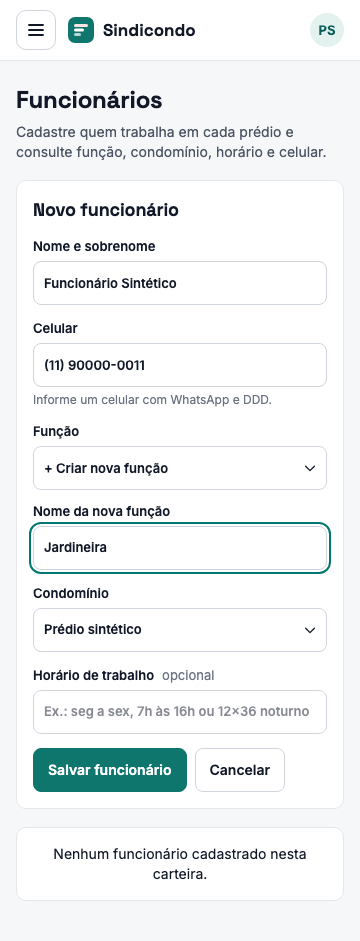 Sindicondo
PS
Funcionários
Cadastre quem trabalha em cada prédio e
consulte função, condomínio, horário e celular.
Novo funcionário
Nome e sobrenome
Funcionário Sintético
Celular
(11) 90000-0011
Informe um celular com WhatsApp e DDD.
Função
+ Criar nova função
Nome da nova função
Jardineira
Condomínio
Prédio sintético
Horário de trabalho opcional
Ex.: seg a sex, 7h às 16h ou 12×36 noturno
Salvar funcionário
Cancelar
Nenhum funcionário cadastrado nesta
carteira.